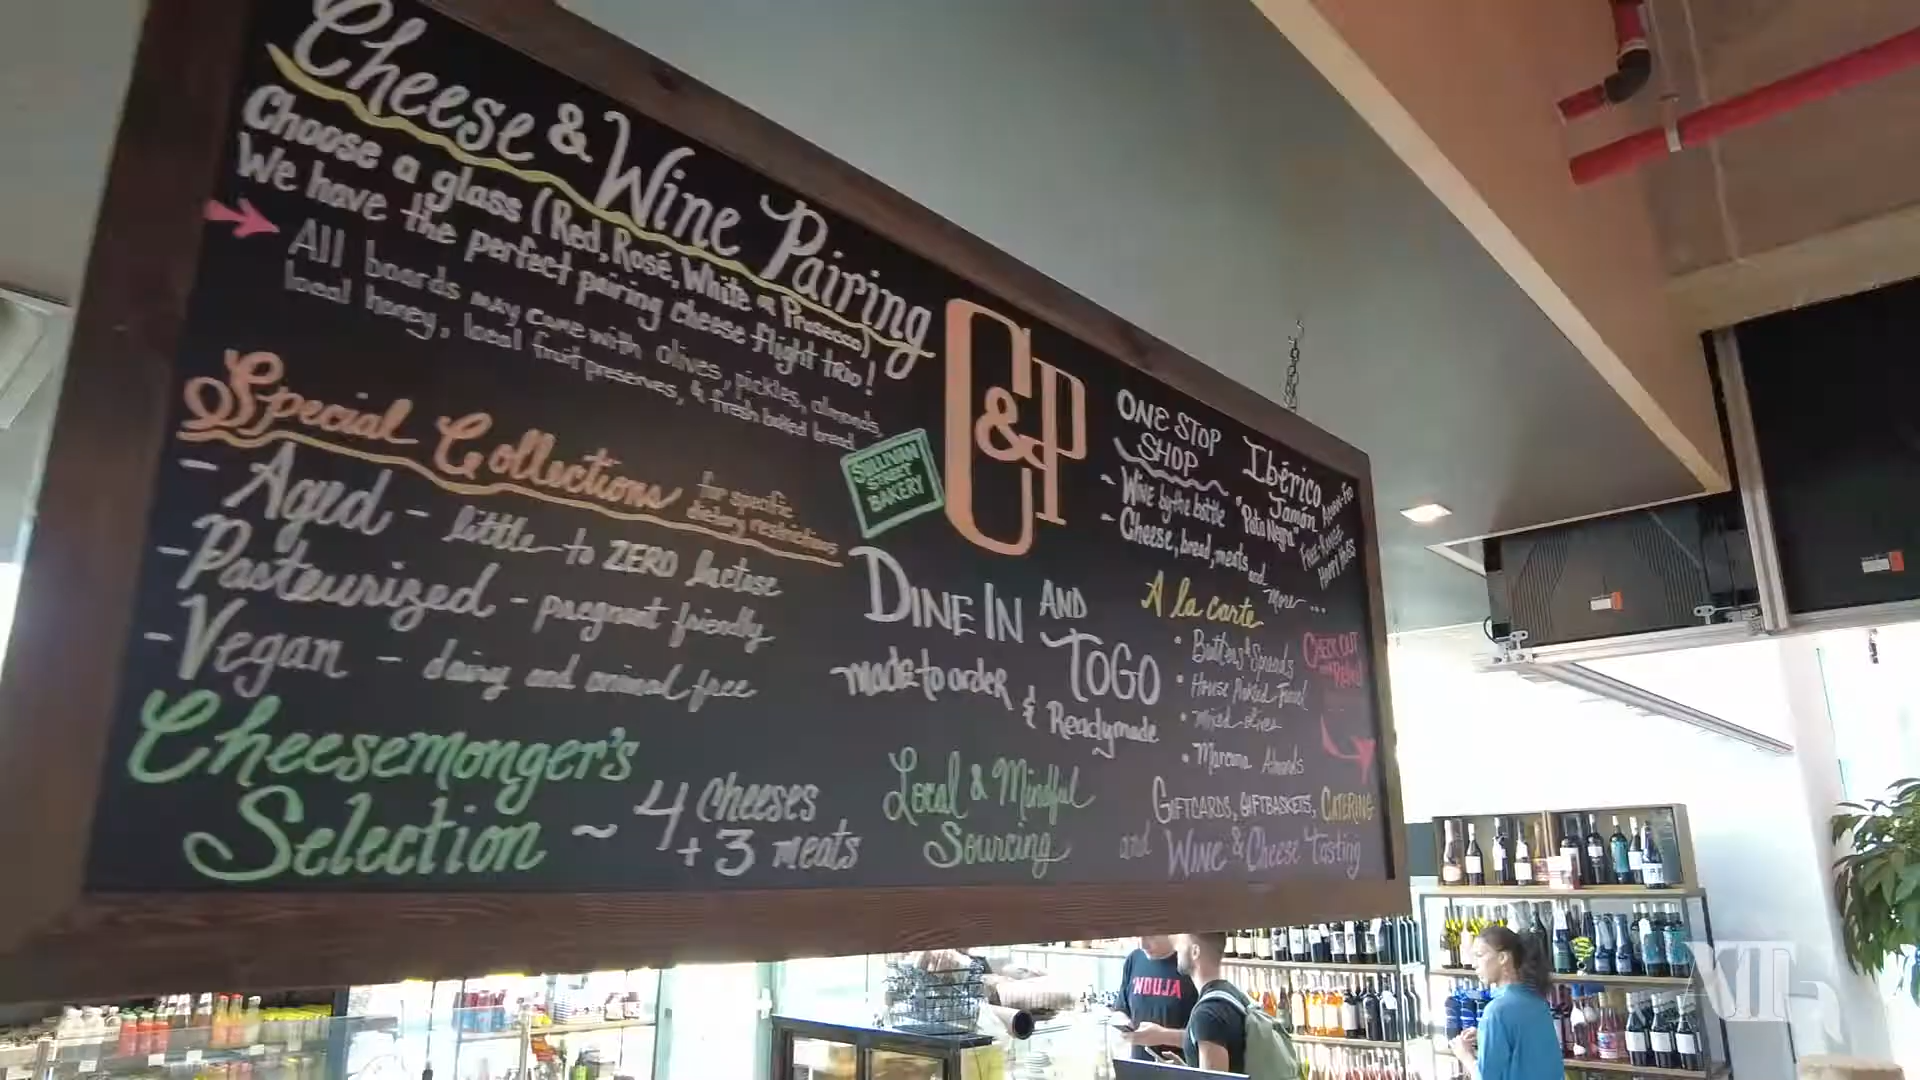 Cheese & Wine Pairing
Choose a glass (Red, Rosé, White or Prosecco)
We have the perfect pairing cheese flight trio!
All boards may come with olives, pickles, almonds,
local honey, local fruit preserves, & fresh baked bread
Special Collections
for specific
dietary restrictions
- Aged - little to ZERO lactose
- Pasteurized - pregnant friendly
- Vegan - dairy and animal free
Cheesemonger's
Selection ~ 4 Cheeses
+ 3 meats
SULLIVAN
STREET
BAKERY
C&P
DINE IN AND
TOGO
made to order
& Readymade
Local & Mindful
Sourcing
ONE STOP
SHOP
~ Wine by the bottle
~ Cheese, bread, meats and
more ...
Ibérico
Jamón
"Pata Negra"
A la carte
• Butters & Spreads
• House Pickled Fennel
• Mixed olives
• Marcona Almonds
CHECK OUT
GIFTCARDS, GIFTBASKETS, CATERING
and Wine & Cheese Tasting
'NDUJA